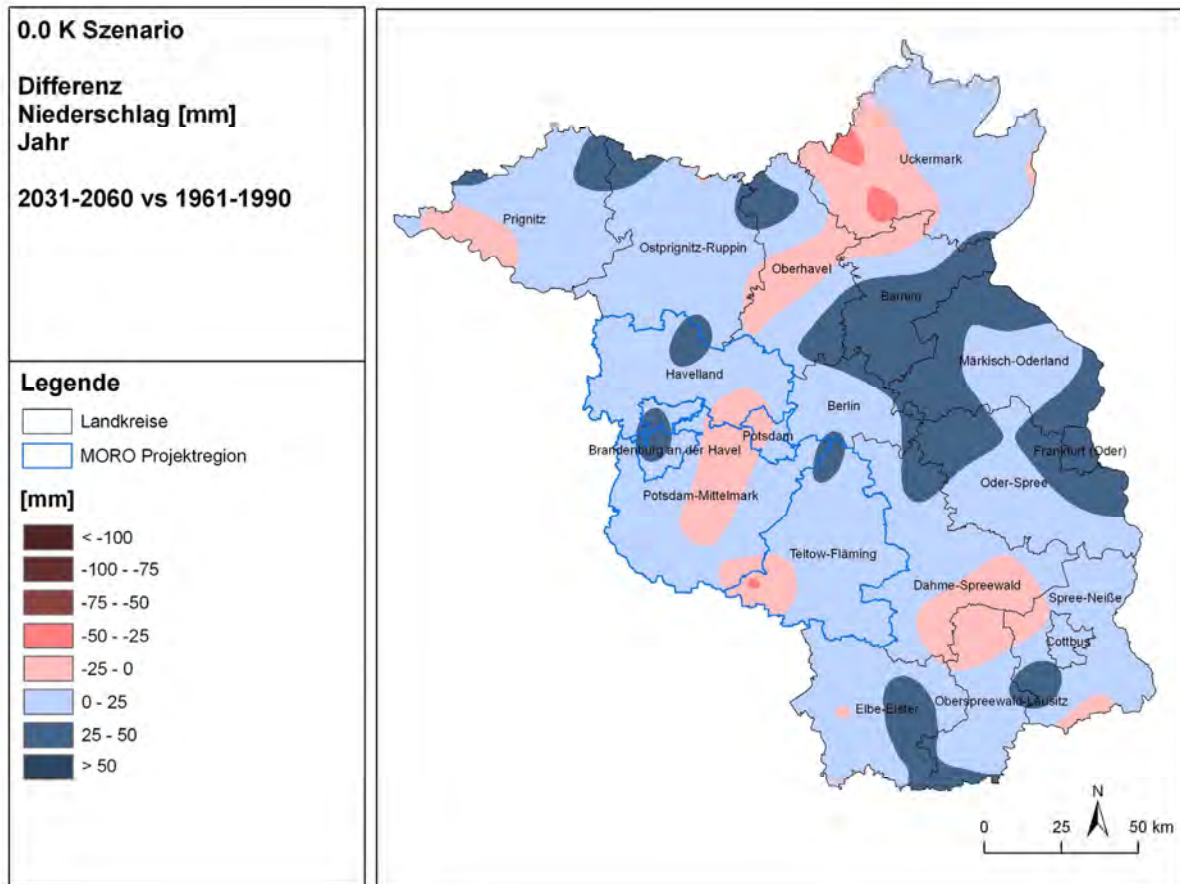 0.0 K Szenario
Differenz
Niederschlag [mm]
Jahr
2031-2060 vs 1961-1990
Legende
Landkreise
MORO Projektregion
[mm]
< -100
-100 - -75
-75 - -50
-50 - -25
-25 - 0
0 - 25
25 - 50
> 50
Uckermark
Prignitz
Ostprignitz-Ruppin
Oberhavel
Barnim
Märkisch-Oderland
Havelland
Berlin
Potsdam
Brandenburg an der Havel
Frankfurt (Oder)
Oder-Spree
Potsdam-Mittelmark
Teltow-Fläming
Dahme-Spreewald
Spree-Neiße
Cottbus
Oberspreewald-Lausitz
Elbe-Elster
N
0 25 50 km